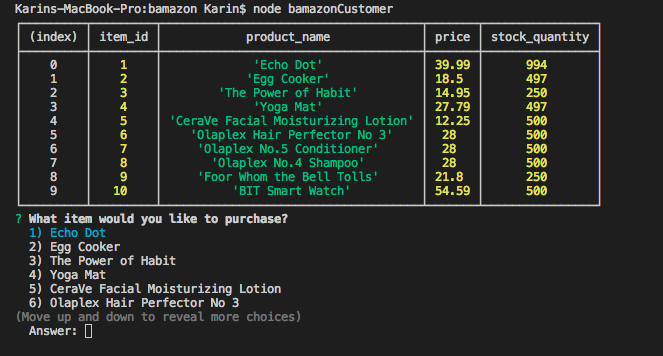 Karins-MacBook-Pro:bamazon Karin$ node bamazonCustomer
(index) item_id product_name price stock_quantity
0 1 'Echo Dot' 39.99 994
1 2 'Egg Cooker' 18.5 497
2 3 'The Power of Habit' 14.95 250
3 4 'Yoga Mat' 27.79 497
4 5 'CeraVe Facial Moisturizing Lotion' 12.25 500
5 6 'Olaplex Hair Perfector No 3' 28 500
6 7 'Olaplex No.5 Conditioner' 28 500
7 8 'Olaplex No.4 Shampoo' 28 500
8 9 'Foor Whom the Bell Tolls' 21.8 250
9 10 'BIT Smart Watch' 54.59 500
? What item would you like to purchase?
1) Echo Dot
2) Egg Cooker
3) The Power of Habit
4) Yoga Mat
5) CeraVe Facial Moisturizing Lotion
6) Olaplex Hair Perfector No 3
(Move up and down to reveal more choices)
Answer: